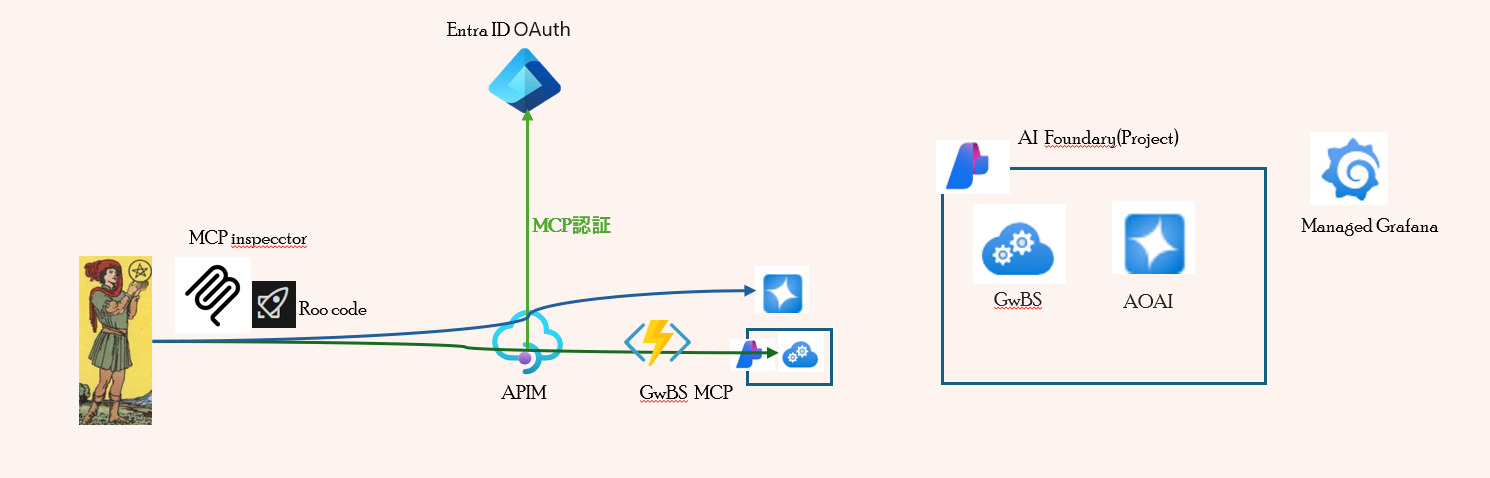 Entra ID OAuth
AI Foundary(Project)
MCP認証
Managed Grafana
MCP inspecctor
Roo code
GwBS
AOAI
APIM
GwBS MCP